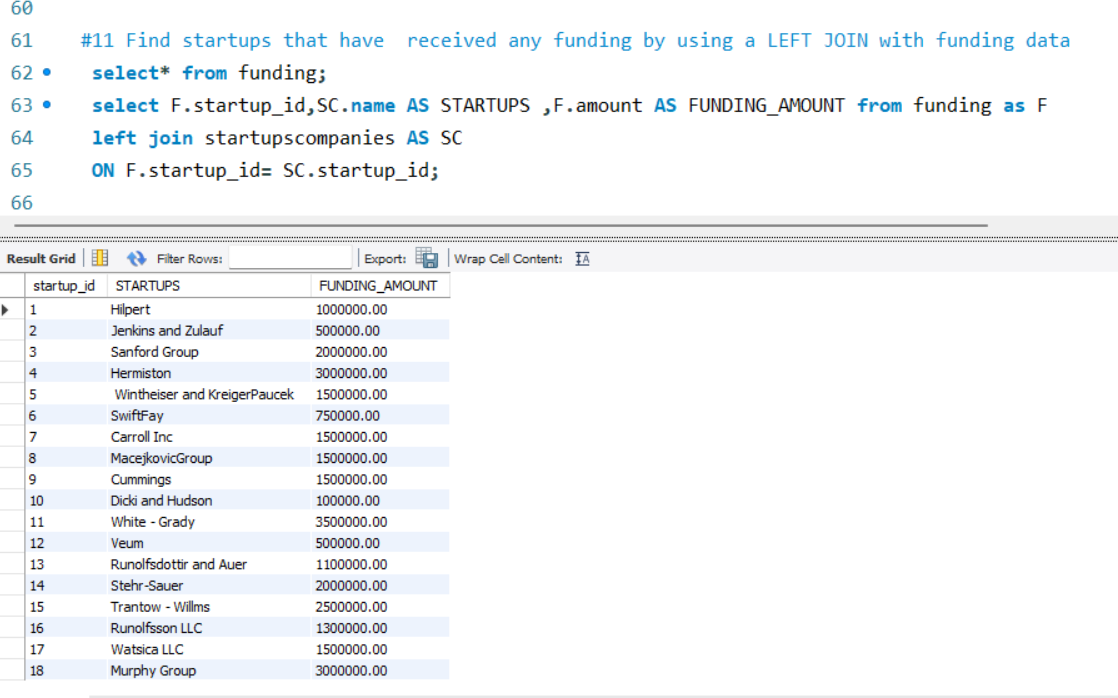 60
61 #11 Find startups that have  received any funding by using a LEFT JOIN with funding data
62 select* from funding;
63 select F.startup_id,SC.name AS STARTUPS ,F.amount AS FUNDING_AMOUNT from funding as F
64 left join startupscompanies AS SC
65 ON F.startup_id= SC.startup_id;
66
Result Grid Filter Rows: Export: Wrap Cell Content: IA
startup_id STARTUPS FUNDING_AMOUNT
1 Hilpert 1000000.00
2 Jenkins and Zulauf 500000.00
3 Sanford Group 2000000.00
4 Hermiston 3000000.00
5 Wintheiser and KreigerPaucek 1500000.00
6 SwiftFay 750000.00
7 Carroll Inc 1500000.00
8 MacejkovicGroup 1500000.00
9 Cummings 1500000.00
10 Dicki and Hudson 100000.00
11 White - Grady 3500000.00
12 Veum 500000.00
13 Runolfsdottir and Auer 1100000.00
14 Stehr-Sauer 2000000.00
15 Trantow - Willms 2500000.00
16 Runolfsson LLC 1300000.00
17 Watsica LLC 1500000.00
18 Murphy Group 3000000.00